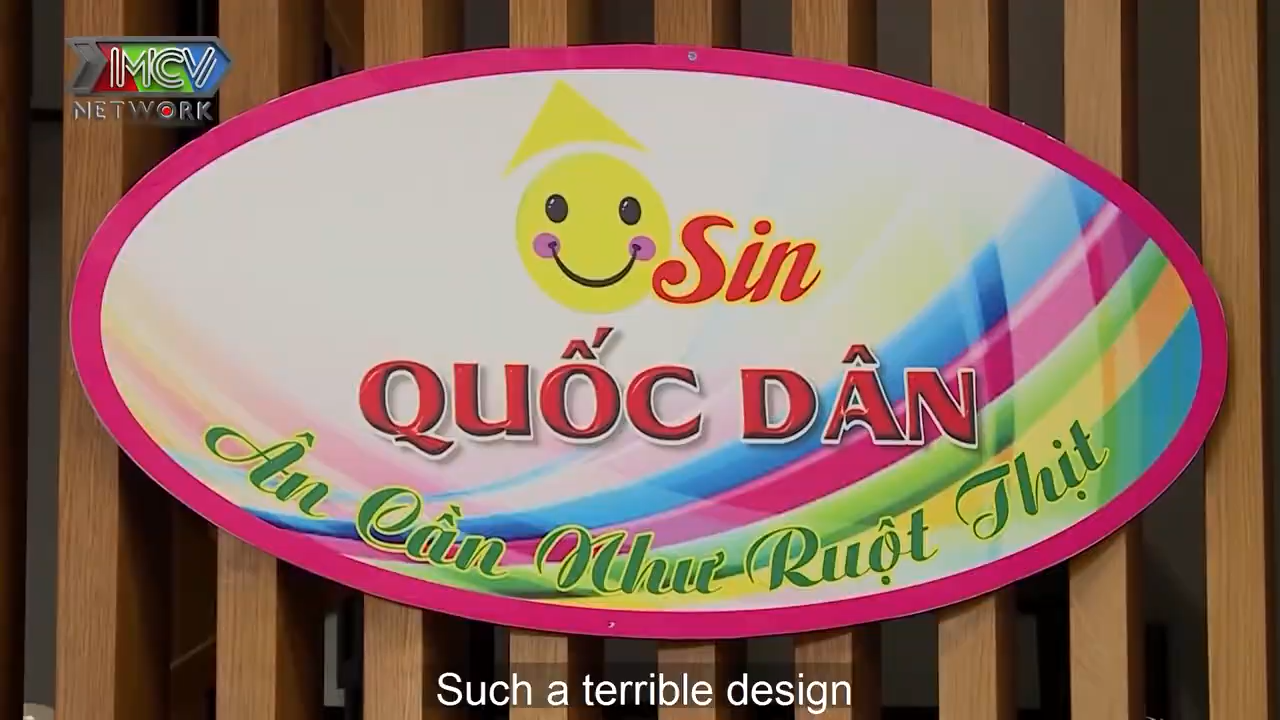 MCV
NETWORK
Ô Sin
QUỐC DÂN
Ân Cần Như Ruột Thịt
Such a terrible design